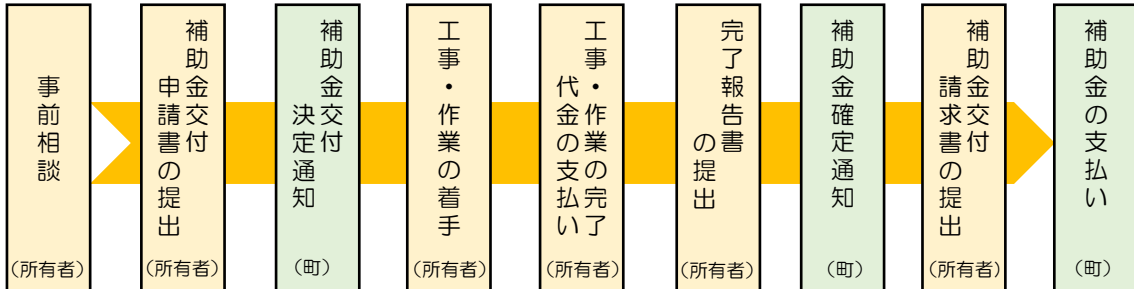 事前相談
(所有者)
補助金交付
申請書の提出
(所有者)
補助金交付
決定通知
(町)
工事・作業の着手
(所有者)
工事・作業の完了
代金の支払い
(所有者)
完了報告書
の提出
(所有者)
補助金確定通知
(町)
補助金交付
請求書の提出
(所有者)
補助金の支払い
(町)